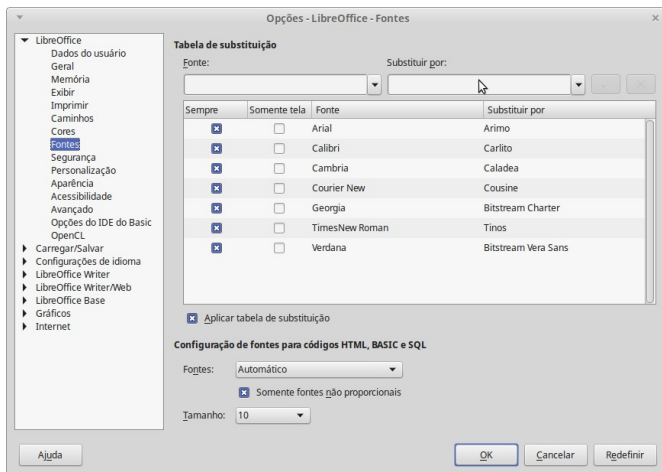 Opções - LibreOffice - Fontes
LibreOffice
Dados do usuário
Geral
Memória
Exibir
Imprimir
Caminhos
Cores
Fontes
Segurança
Personalização
Aparência
Acessibilidade
Avançado
Opções do IDE do Basic
OpenCL
Carregar/Salvar
Configurações de idioma
LibreOffice Writer
LibreOffice Writer/Web
LibreOffice Base
Gráficos
Internet
Tabela de substituição
Fonte: Substituir por:
Sempre Somente tela Fonte Substituir por
Arial Arimo
Calibri Carlito
Cambria Caladea
Courier New Cousine
Georgia Bitstream Charter
TimesNew Roman Tinos
Verdana Bitstream Vera Sans
Aplicar tabela de substituição
Configuração de fontes para códigos HTML, BASIC e SQL
Fontes: Automático
Somente fontes não proporcionais
Tamanho: 10
Ajuda OK Cancelar Redefinir